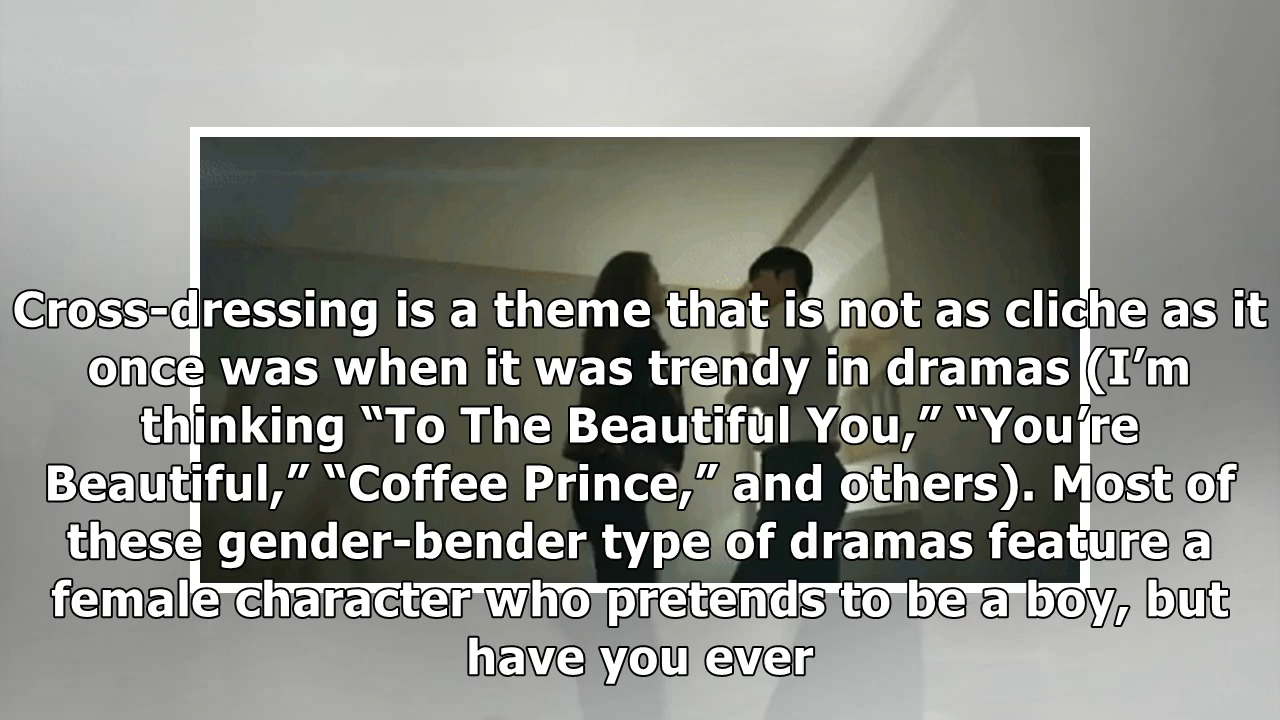 Cross-dressing is a theme that is not as cliche as it
once was when it was trendy in dramas (I’m
thinking “To The Beautiful You,” “You’re
Beautiful,” “Coffee Prince,” and others). Most of
these gender-bender type of dramas feature a
female character who pretends to be a boy, but
have you ever